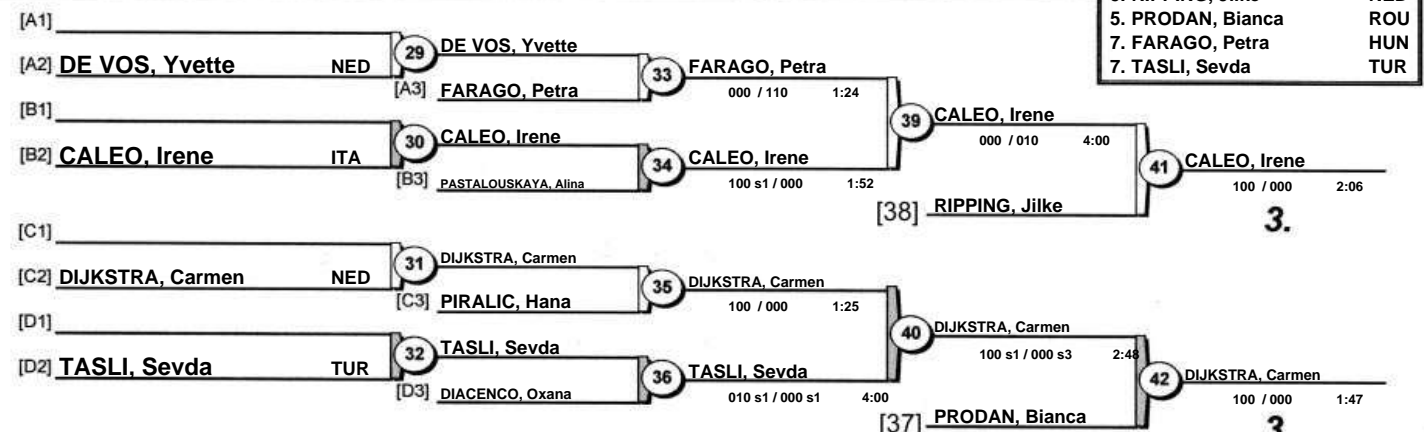 5. PRODAN, Bianca ROU
7. FARAGO, Petra HUN
7. TASLI, Sevda TUR
[A1]
[A2] DE VOS, Yvette NED
29 DE VOS, Yvette
[A3] FARAGO, Petra
33 FARAGO, Petra
000 / 110 1:24
[B1]
[B2] CALEO, Irene ITA
30 CALEO, Irene
[B3] PASTALOUSKAYA, Alina
34 CALEO, Irene
100 s1 / 000 1:52
39 CALEO, Irene
000 / 010 4:00
[38] RIPPING, Jilke
41 CALEO, Irene
100 / 000 2:06
3.
[C1]
[C2] DIJKSTRA, Carmen NED
31 DIJKSTRA, Carmen
[C3] PIRALIC, Hana
35 DIJKSTRA, Carmen
100 / 000 1:25
[D1]
[D2] TASLI, Sevda TUR
32 TASLI, Sevda
[D3] DIACENCO, Oxana
36 TASLI, Sevda
010 s1 / 000 s1 4:00
40 DIJKSTRA, Carmen
100 s1 / 000 s3 2:48
[37] PRODAN, Bianca
42 DIJKSTRA, Carmen
100 / 000 1:47
3